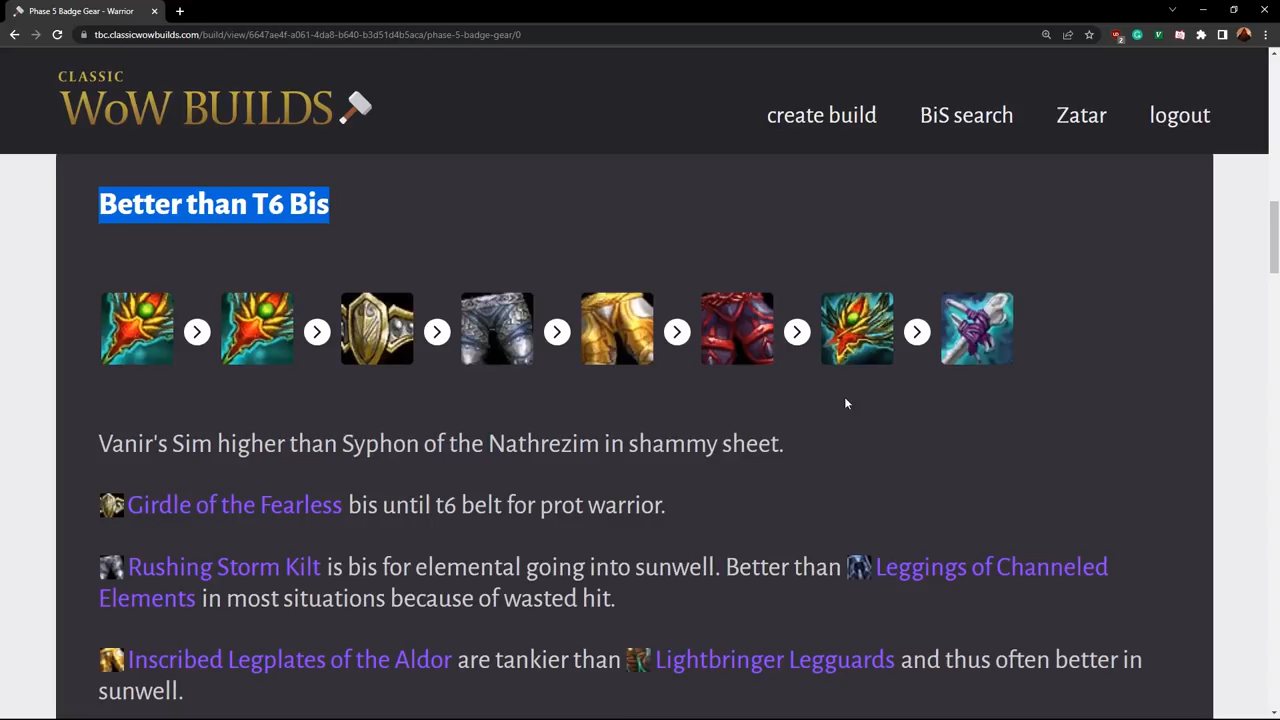 Phase 5 Badge Gear - Warrior
tbc.classicwowbuilds.com/build/view/6647ae4f-a061-4da8-b640-b3d51d4b5aca/phase-5-badge-gear/0
2
CLASSIC
WoW BUILDS
create build
BiS search
Zatar
logout
Better than T6 Bis
Vanir's Sim higher than Syphon of the Nathrezim in shammy sheet.
Girdle of the Fearless bis until t6 belt for prot warrior.
Rushing Storm Kilt is bis for elemental going into sunwell. Better than Leggings of Channeled
Elements in most situations because of wasted hit.
Inscribed Legplates of the Aldor are tankier than Lightbringer Legguards and thus often better in
sunwell.